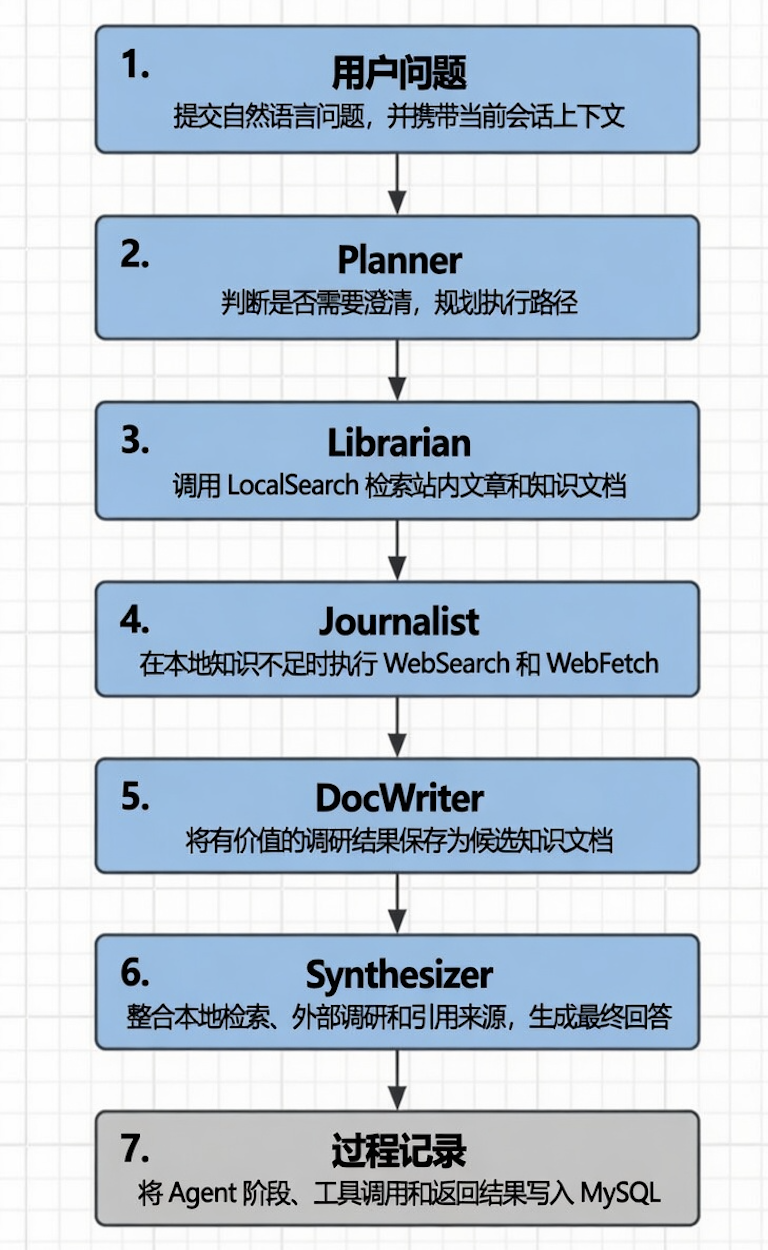 1.
用户问题
提交自然语言问题，并携带当前会话上下文
2.
Planner
判断是否需要澄清，规划执行路径
3.
Librarian
调用 LocalSearch 检索站内文章和知识文档
4.
Journalist
在本地知识不足时执行 WebSearch 和 WebFetch
5.
DocWriter
将有价值的调研结果保存为候选知识文档
6.
Synthesizer
整合本地检索、外部调研和引用来源，生成最终回答
7.
过程记录
将 Agent 阶段、工具调用和返回结果写入 MySQL